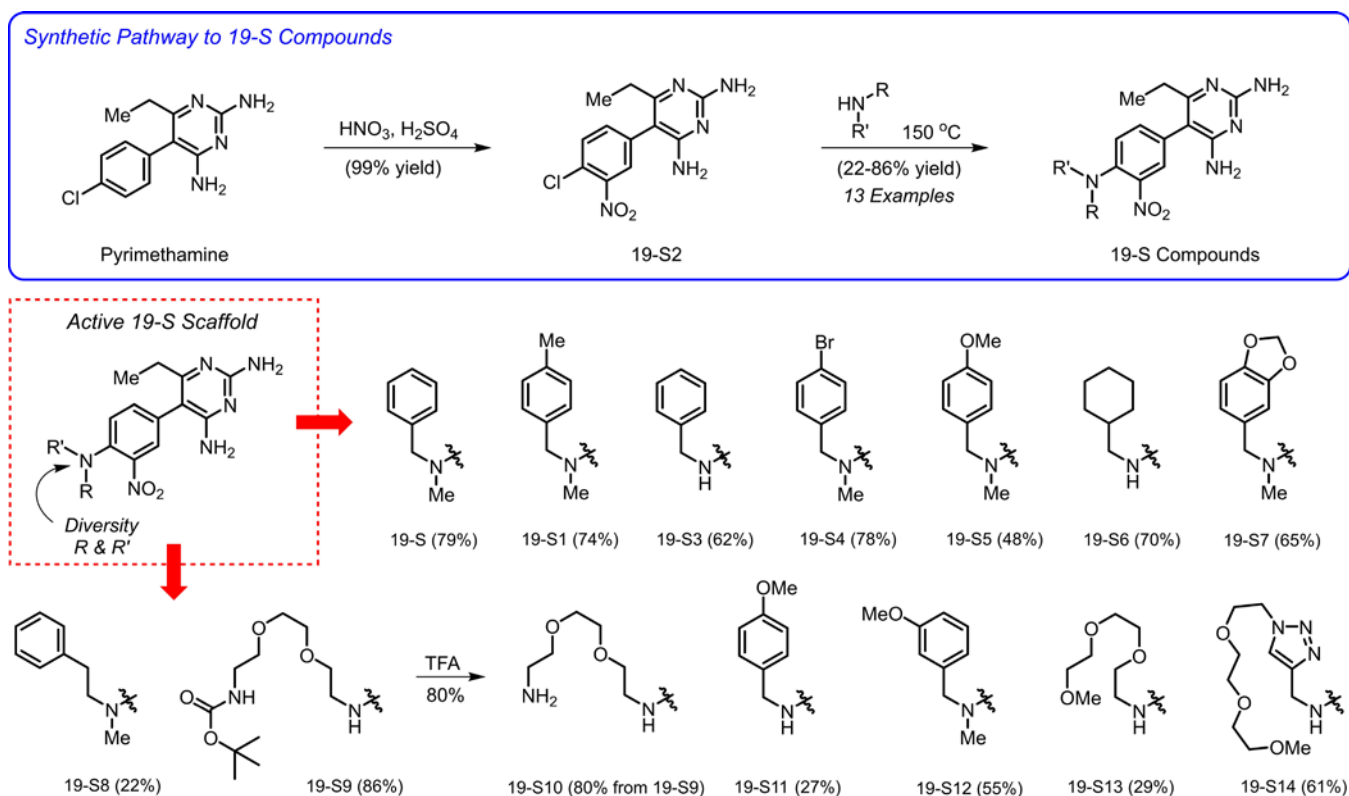 Synthetic Pathway to 19-S Compounds
Me
N
NH₂
N
NH₂
Cl
Pyrimethamine
HNO₃, H₂SO₄
(99% yield)
Me
N
NH₂
N
NH₂
Cl
NO₂
19-S2
HN R
R'
150 °C
(22-86% yield)
13 Examples
Me
N
NH₂
N
NH₂
R'
N
R
NO₂
19-S Compounds
Active 19-S Scaffold
Me
N
NH₂
N
NH₂
R'
N
R
NO₂
Diversity
R & R'
N
Me
19-S (79%)
Me
N
Me
19-S1 (74%)
N
H
19-S3 (62%)
Br
N
Me
19-S4 (78%)
OMe
N
Me
19-S5 (48%)
N
H
19-S6 (70%)
O O
N
Me
19-S7 (65%)
N
Me
19-S8 (22%)
O
O
HN
O
O
N
H
19-S9 (86%)
TFA
80%
O
O
NH₂
N
H
19-S10 (80% from 19-S9)
OMe
N
H
19-S11 (27%)
MeO
N
Me
19-S12 (55%)
O
O
OMe
N
H
19-S13 (29%)
N N
N
O
O
OMe
N
H
19-S14 (61%)